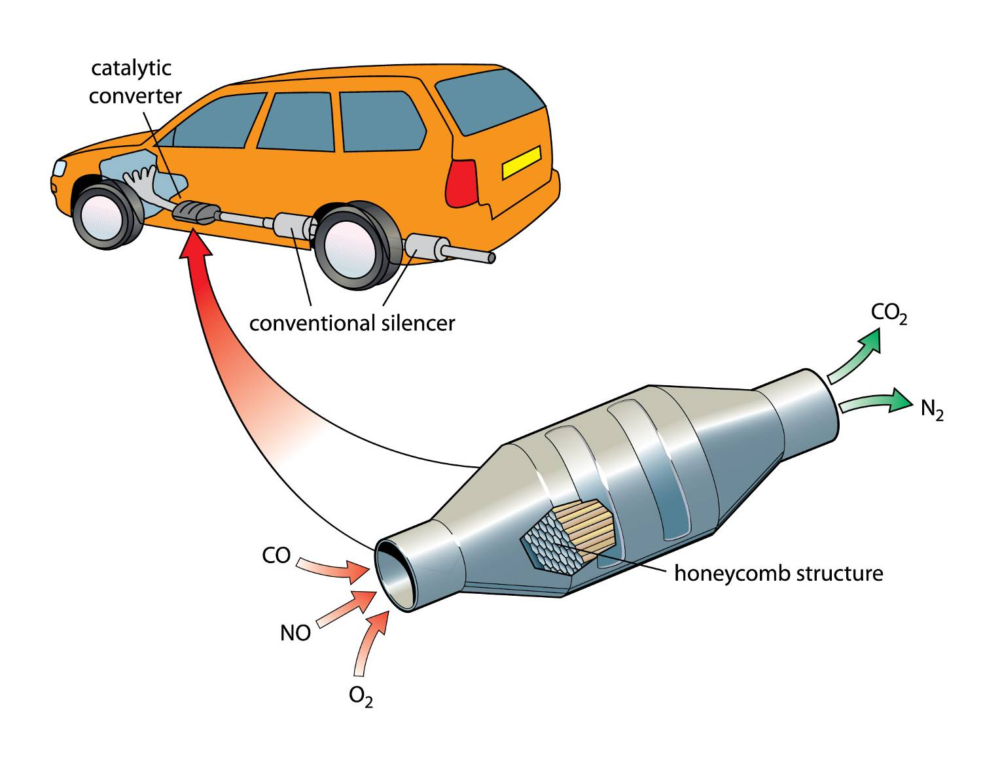 catalytic
converter
conventional silencer
CO₂
N₂
CO
honeycomb structure
NO
O₂